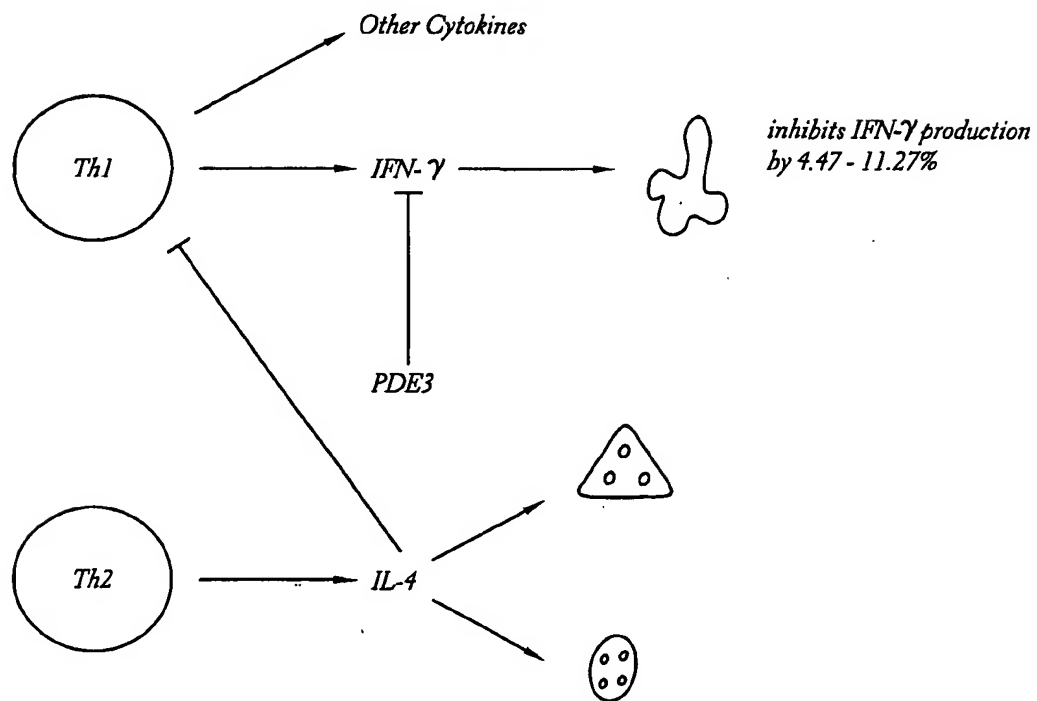 Other Cytokines
Th1
IFN-γ
inhibits IFN-γ production
by 4.47 - 11.27%
PDE3
Th2
IL-4